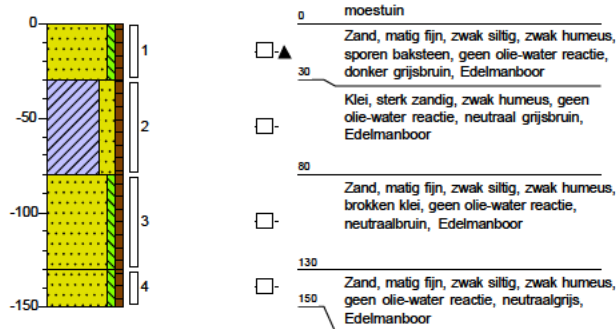 0
-50
-100
-150
1
2
3
4
0
moestuin
Zand, matig fijn, zwak siltig, zwak humeus,
sporen baksteen, geen olie-water reactie,
donker grijsbruin, Edelmanboor
30
Klei, sterk zandig, zwak humeus, geen
olie-water reactie, neutraal grijsbruin,
Edelmanboor
80
Zand, matig fijn, zwak siltig, zwak humeus,
brokken klei, geen olie-water reactie,
neutraalbruin, Edelmanboor
130
Zand, matig fijn, zwak siltig, zwak humeus,
geen olie-water reactie, neutraalgrijs,
Edelmanboor
150